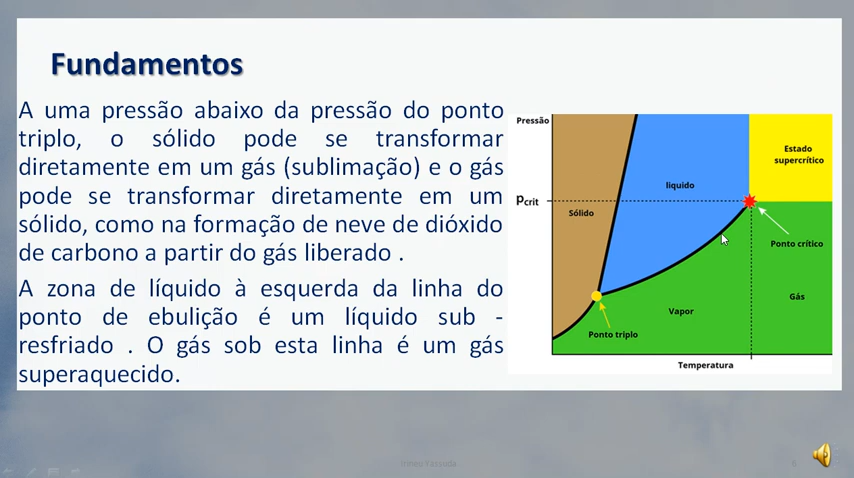 Fundamentos
A uma pressão abaixo da pressão do ponto
triplo, o sólido pode se transformar
diretamente em um gás (sublimação) e o gás
pode se transformar diretamente em um
sólido, como na formação de neve de dióxido
de carbono a partir do gás liberado .
A zona de líquido à esquerda da linha do
ponto de ebulição é um líquido sub -
resfriado . O gás sob esta linha é um gás
superaquecido.
Pressão
Estado
supercrítico
liquido
Pcrit
Sólido
Ponto crítico
Gás
Vapor
Ponto triplo
Temperatura